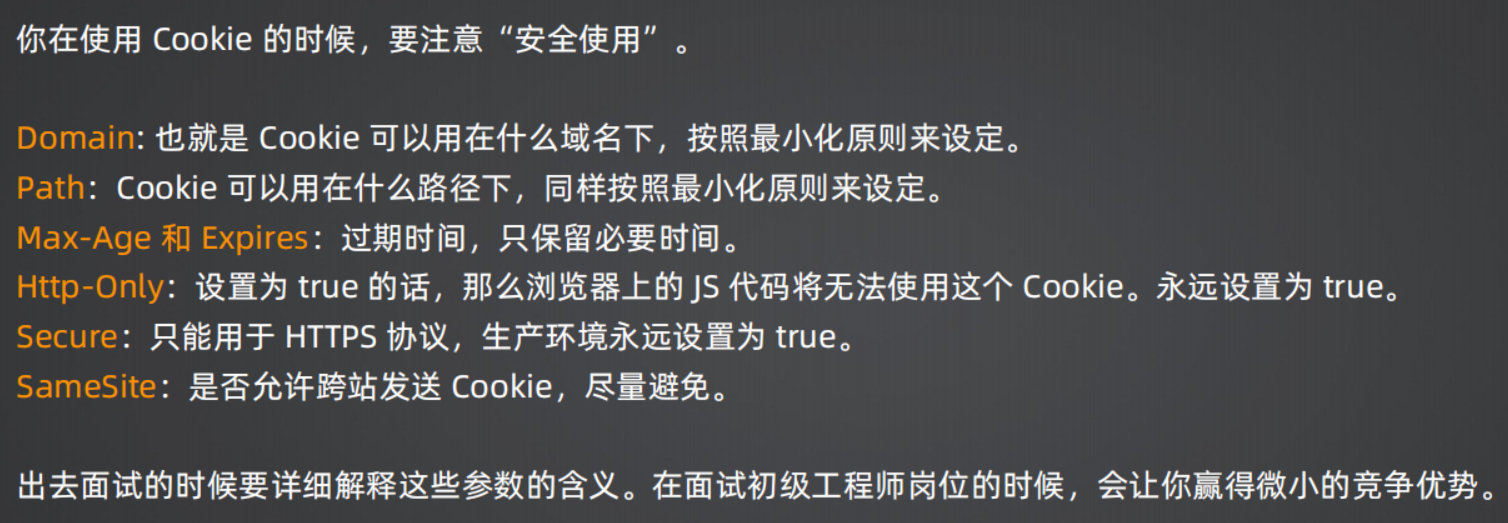 你在使用 Cookie 的时候，要注意“安全使用”。
Domain: 也就是 Cookie 可以用在什么域名下，按照最小化原则来设定。
Path：Cookie 可以用在什么路径下，同样按照最小化原则来设定。
Max-Age 和 Expires：过期时间，只保留必要时间。
Http-Only：设置为 true 的话，那么浏览器上的 JS 代码将无法使用这个 Cookie。永远设置为 true。
Secure：只能用于 HTTPS 协议，生产环境永远设置为 true。
SameSite：是否允许跨站发送 Cookie，尽量避免。
出去面试的时候要详细解释这些参数的含义。在面试初级工程师岗位的时候，会让你赢得微小的竞争优势。